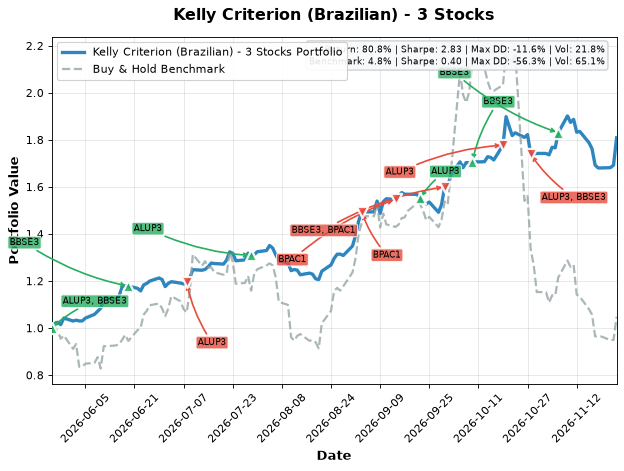 Kelly Criterion (Brazilian) - 3 Stocks
Kelly Criterion (Brazilian) - 3 Stocks Portfolio
Buy & Hold Benchmark
rn: 80.8% | Sharpe: 2.83 | Max DD: -11.6% | Vol: 21.8%
Benchmark: 4.8% | Sharpe: 0.40 | Max DD: -56.3% | Vol: 65.1%
BBSE3
BBSE3
ALUP3
ALUP3
ALUP3, BBSE3
ALUP3
BBSE3, BPAC1
BBSE3
BPAC1
BPAC1
ALUP3, BBSE3
ALUP3
2.2
2.0
1.8
1.6
1.4
1.2
1.0
0.8
Portfolio Value
2026-06-05
2026-06-21
2026-07-07
2026-07-23
2026-08-08
2026-08-24
2026-09-09
2026-09-25
2026-10-11
2026-10-27
2026-11-12
Date